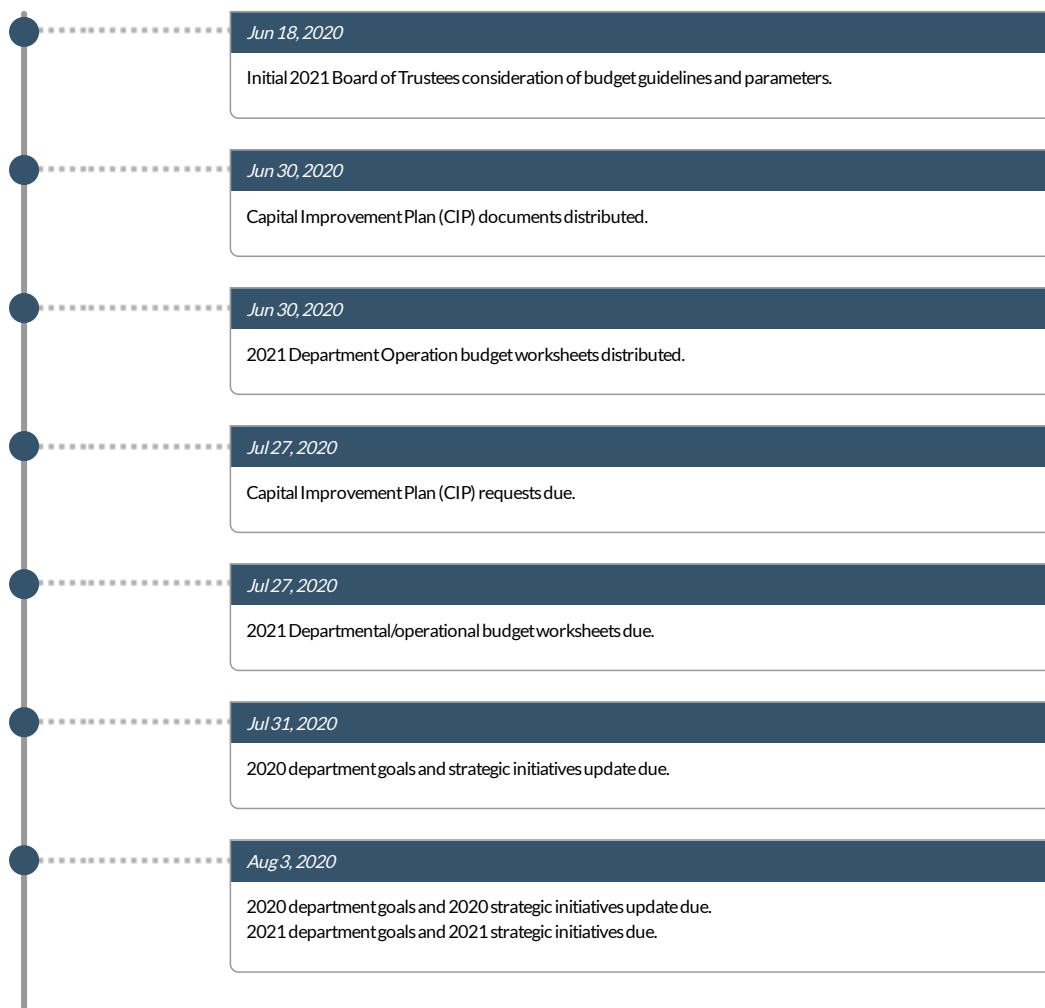 Jun 18, 2020
Initial 2021 Board of Trustees consideration of budget guidelines and parameters.
Jun 30, 2020
Capital Improvement Plan (CIP) documents distributed.
Jun 30, 2020
2021 Department Operation budget worksheets distributed.
Jul 27, 2020
Capital Improvement Plan (CIP) requests due.
Jul 27, 2020
2021 Departmental/operational budget worksheets due.
Jul 31, 2020
2020 department goals and strategic initiatives update due.
Aug 3, 2020
2020 department goals and 2020 strategic initiatives update due.
2021 department goals and 2021 strategic initiatives due.